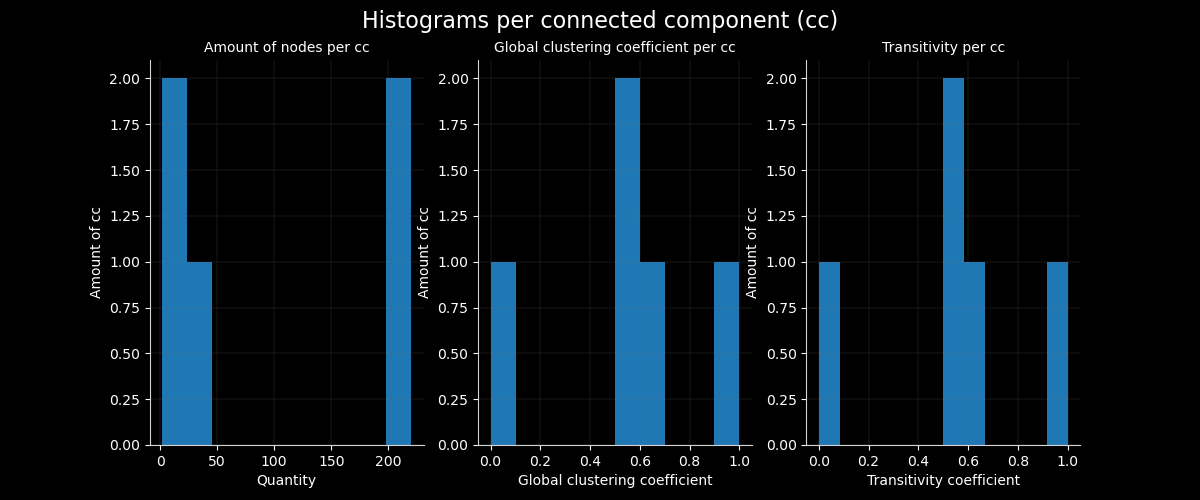 Histograms per connected component (cc)
Amount of nodes per cc
Amount of cc
2.00
1.75
1.50
1.25
1.00
0.75
0.50
0.25
0.00
0 50 100 150 200
Quantity
Global clustering coefficient per cc
Amount of cc
2.00
1.75
1.50
1.25
1.00
0.75
0.50
0.25
0.00
0.0 0.2 0.4 0.6 0.8 1.0
Global clustering coefficient
Transitivity per cc
Amount of cc
2.00
1.75
1.50
1.25
1.00
0.75
0.50
0.25
0.00
0.0 0.2 0.4 0.6 0.8 1.0
Transitivity coefficient